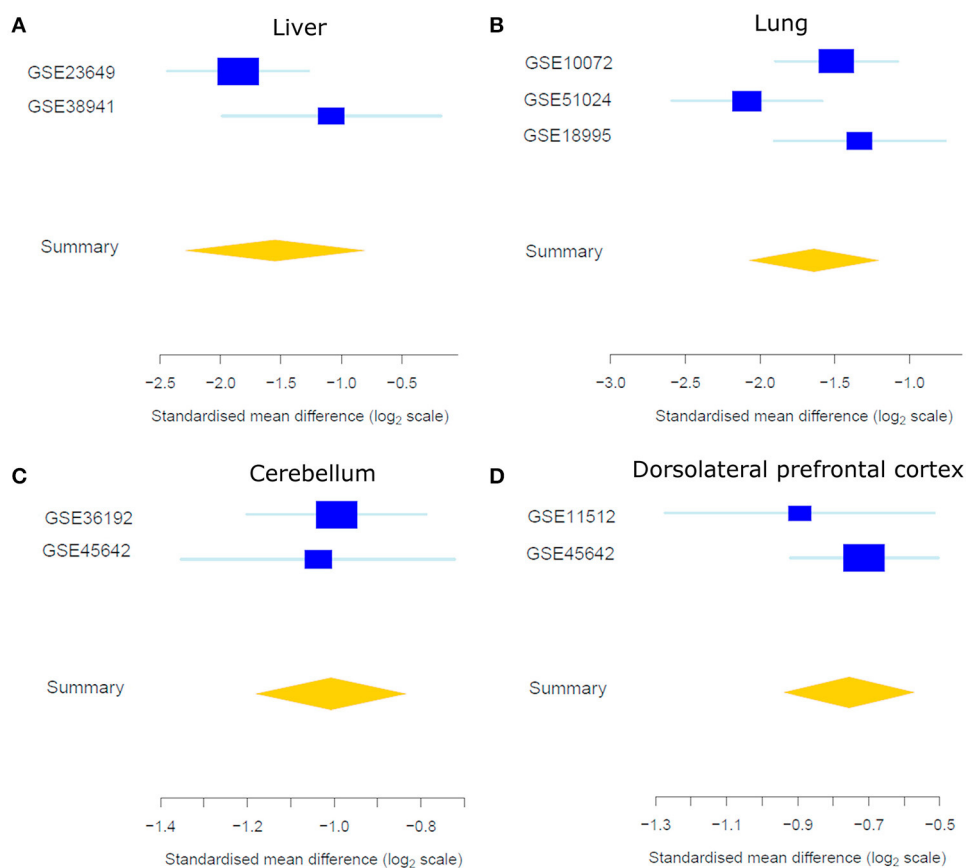 A
Liver
GSE23649
GSE38941
Summary
−2.5 −2.0 −1.5 −1.0 −0.5
Standardised mean difference (log₂ scale)
B
Lung
GSE10072
GSE51024
GSE18995
Summary
−3.0 −2.5 −2.0 −1.5 −1.0
Standardised mean difference (log₂ scale)
C
Cerebellum
GSE36192
GSE45642
Summary
−1.4 −1.2 −1.0 −0.8
Standardised mean difference (log₂ scale)
D
Dorsolateral prefrontal cortex
GSE11512
GSE45642
Summary
−1.3 −1.1 −0.9 −0.7 −0.5
Standardised mean difference (log₂ scale)